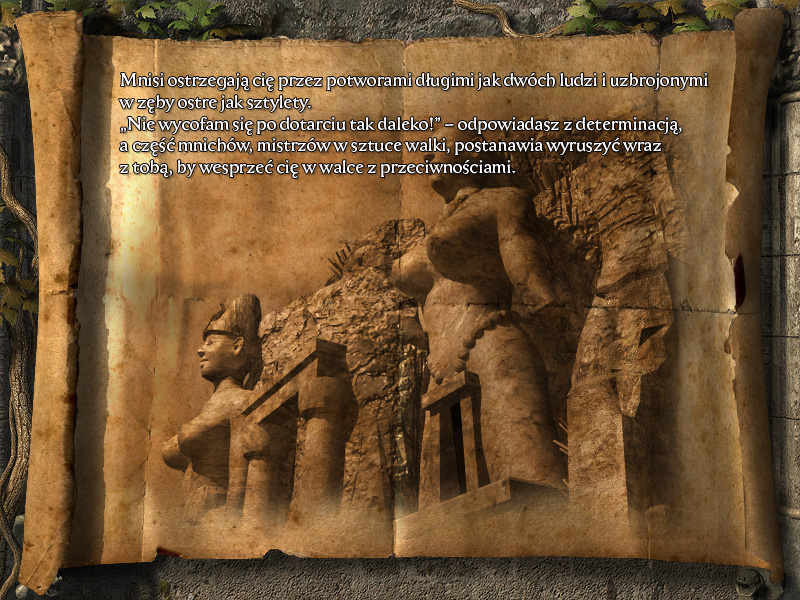 Mnisi ostrzegają cię przez potworami długimi jak dwóch ludzi i uzbrojonymi
w zęby ostre jak sztylety.
„Nie wycofam się po dotarciu tak daleko!” – odpowiadasz z determinacją,
a część mnichów, mistrzów w sztuce walki, postanawia wyruszyć wraz
z tobą, by wesprzeć cię w walce z przeciwnościami.